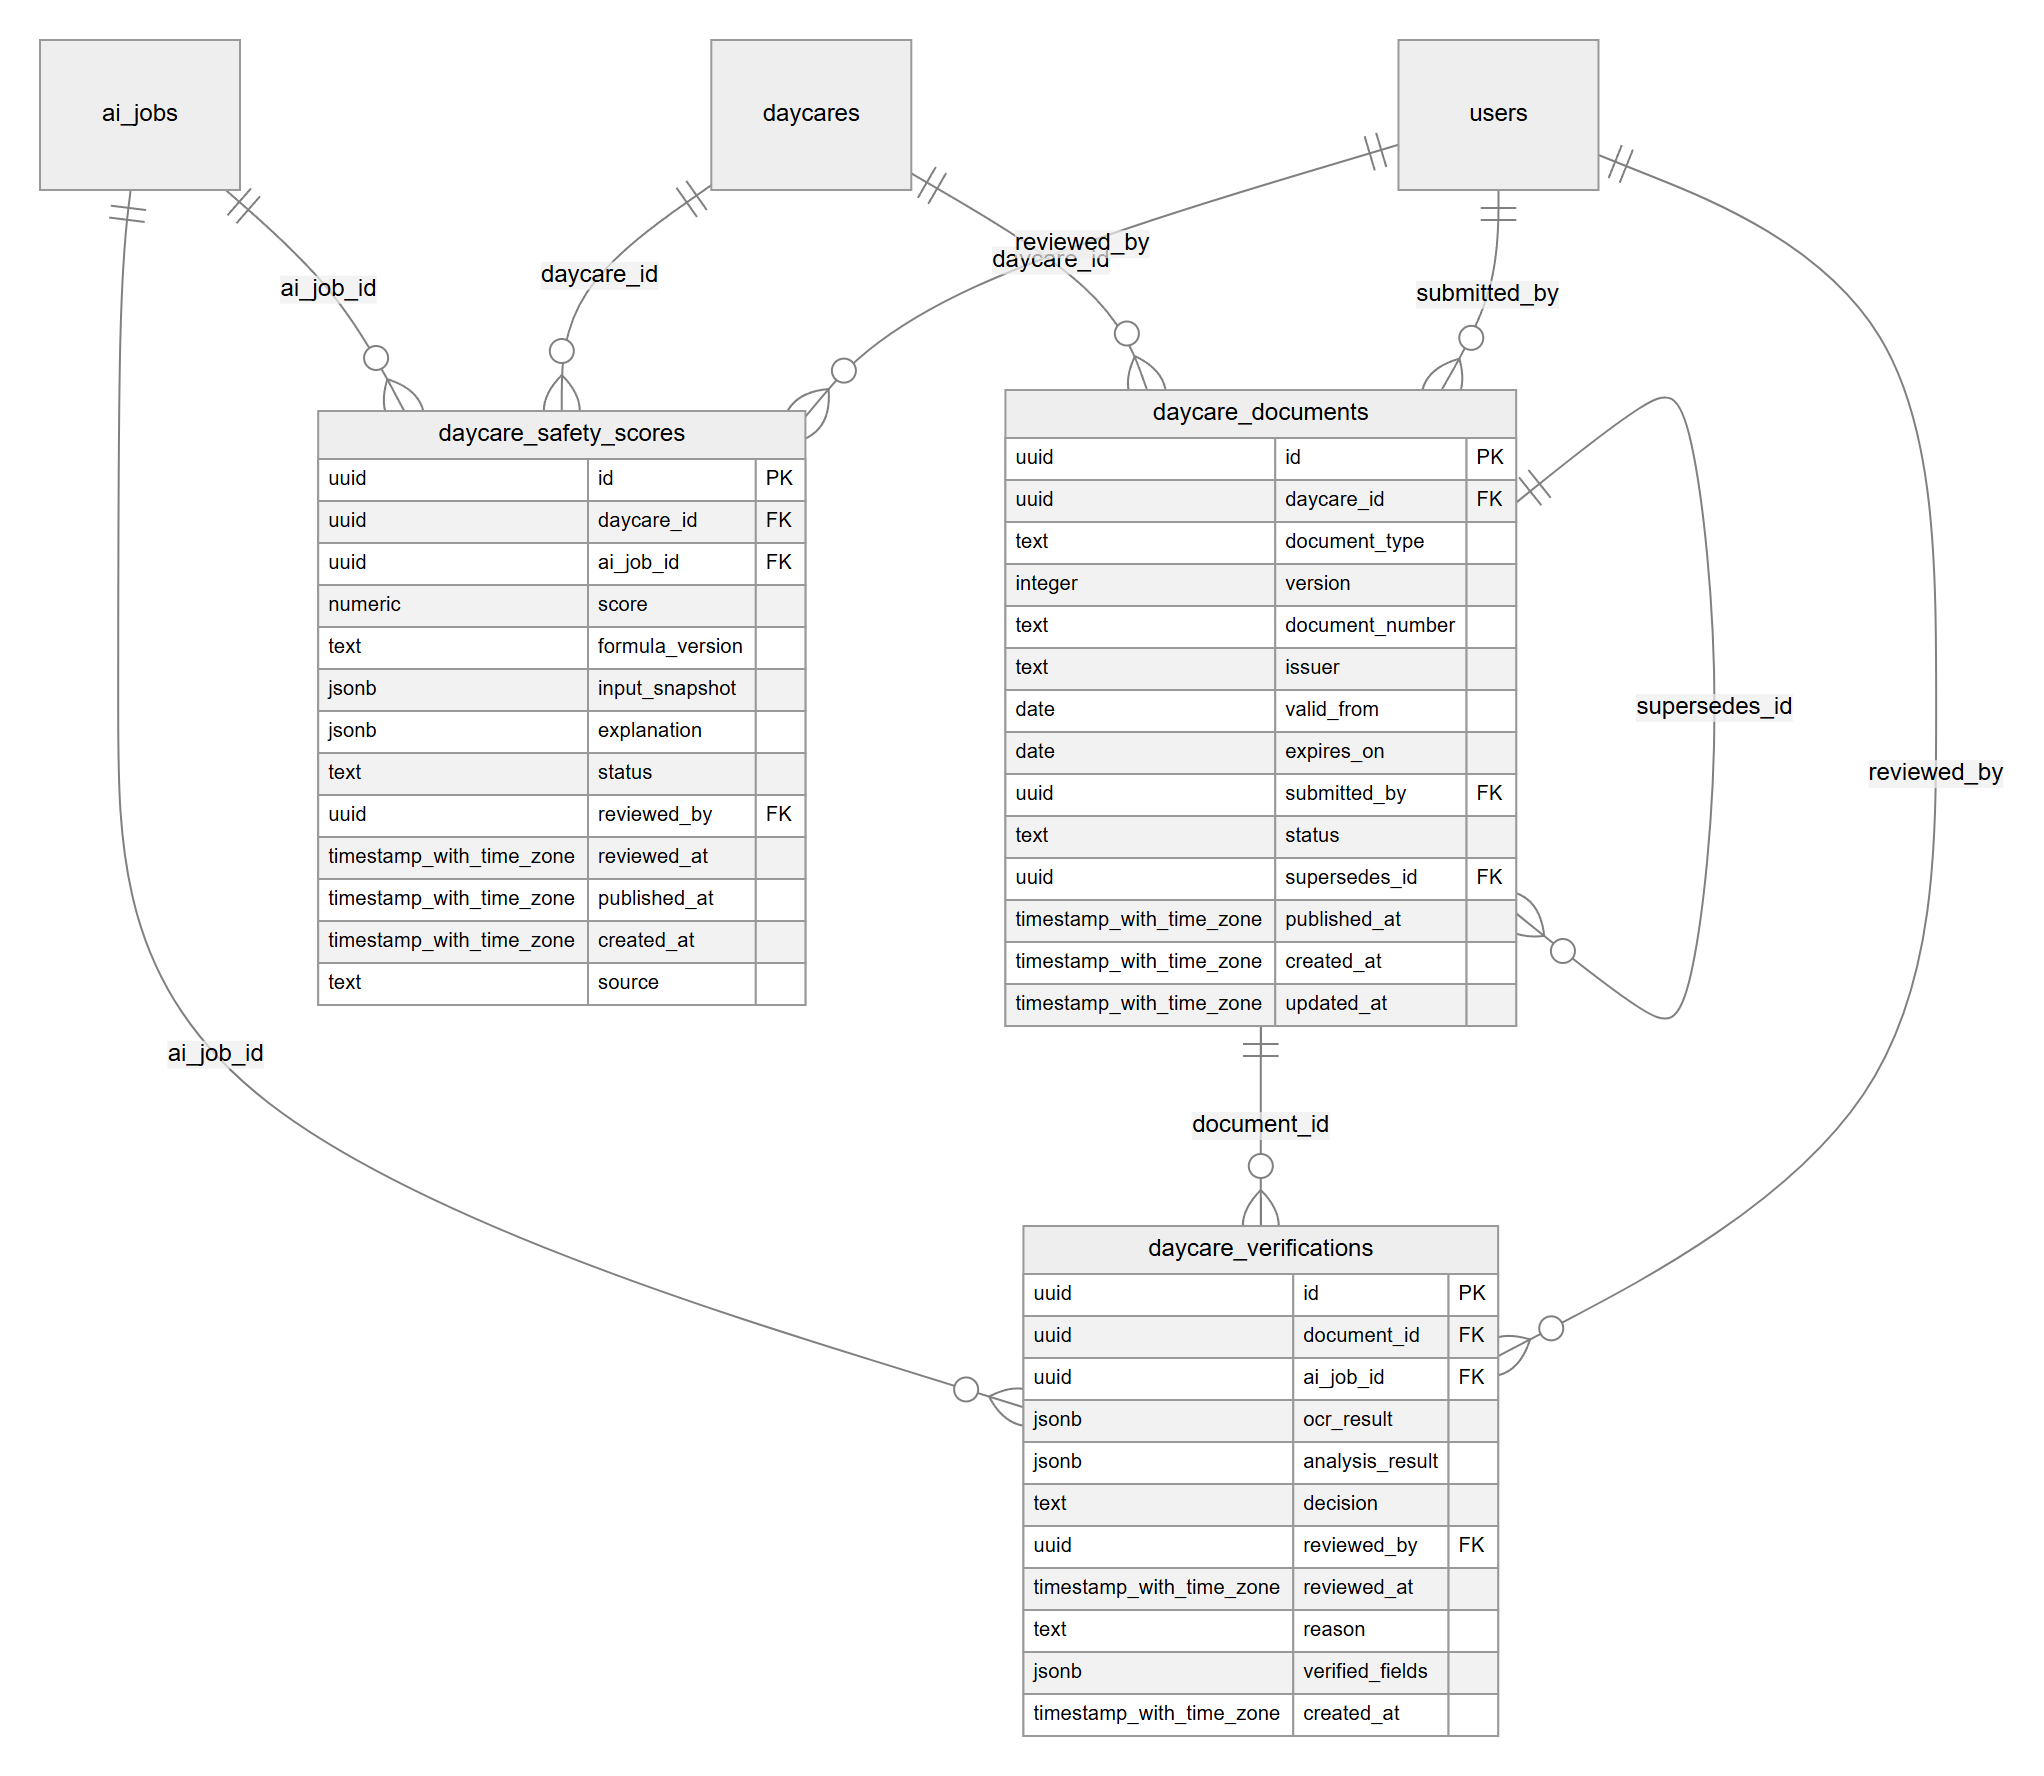 ai_jobs
daycares
users
reviewed_by
daycare_id
daycare_id
ai_job_id
submitted_by
daycare_safety_scores
uuid id PK
uuid daycare_id FK
uuid ai_job_id FK
numeric score
text formula_version
jsonb input_snapshot
jsonb explanation
text status
uuid reviewed_by FK
timestamp_with_time_zone reviewed_at
timestamp_with_time_zone published_at
timestamp_with_time_zone created_at
text source
daycare_documents
uuid id PK
uuid daycare_id FK
text document_type
integer version
text document_number
text issuer
date valid_from
date expires_on
uuid submitted_by FK
text status
uuid supersedes_id FK
timestamp_with_time_zone published_at
timestamp_with_time_zone created_at
timestamp_with_time_zone updated_at
supersedes_id
reviewed_by
ai_job_id
document_id
daycare_verifications
uuid id PK
uuid document_id FK
uuid ai_job_id FK
jsonb ocr_result
jsonb analysis_result
text decision
uuid reviewed_by FK
timestamp_with_time_zone reviewed_at
text reason
jsonb verified_fields
timestamp_with_time_zone created_at